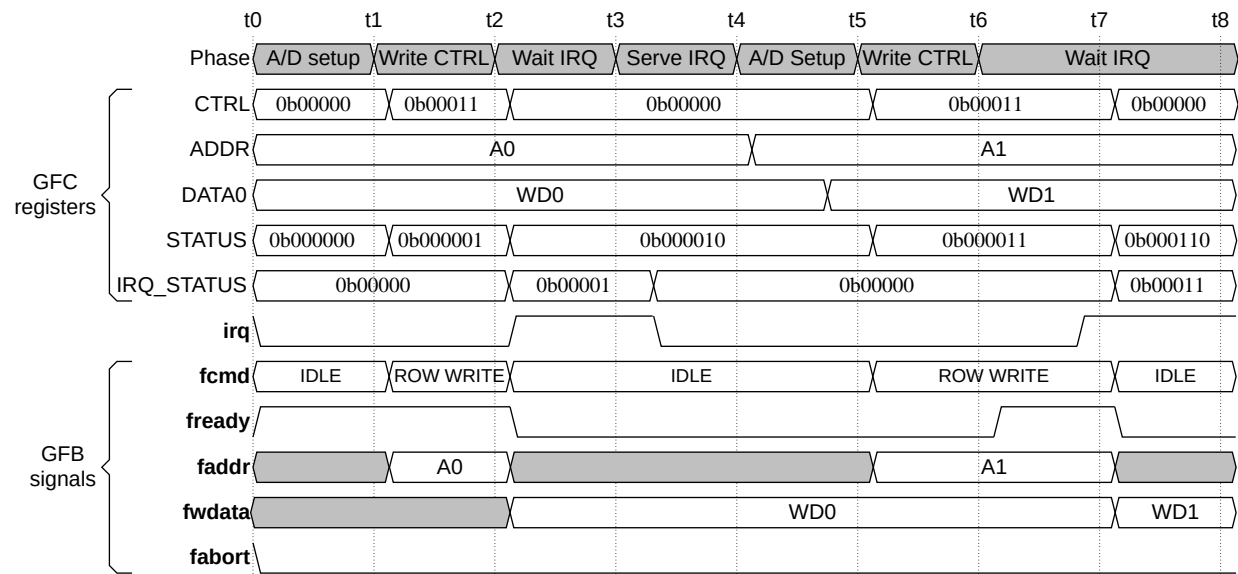 t0 t1 t2 t3 t4 t5 t6 t7 t8
Phase A/D setup Write CTRL Wait IRQ Serve IRQ A/D Setup Write CTRL Wait IRQ
CTRL 0b00000 0b00011 0b00000 0b00011 0b00000
ADDR A0 A1
GFC
registers
DATA0 WD0 WD1
STATUS 0b000000 0b000001 0b000010 0b000011 0b000110
IRQ_STATUS 0b00000 0b00001 0b00000 0b00011
irq
fcmd IDLE ROW WRITE IDLE ROW WRITE IDLE
fready
GFB
signals
faddr A0 A1
fwdata WD0 WD1
fabort